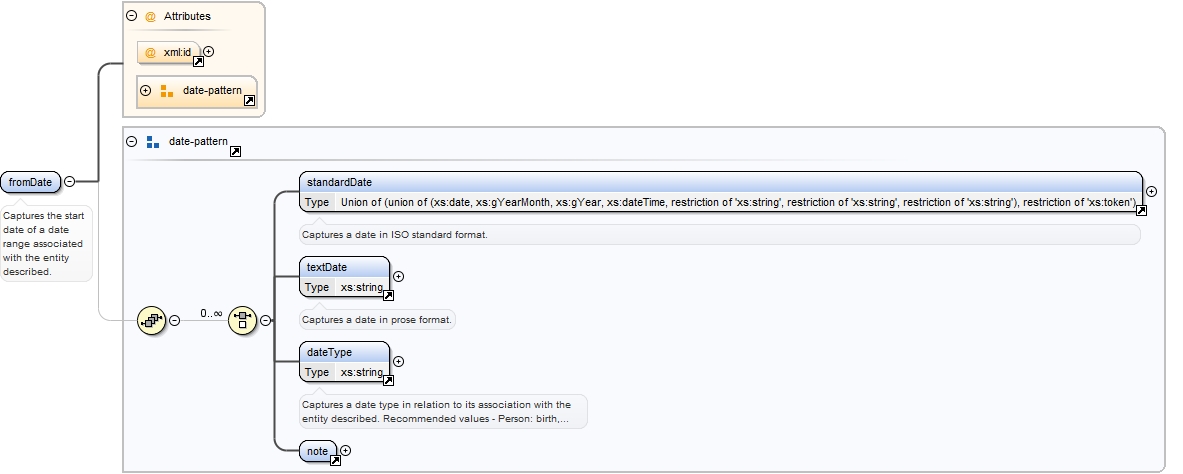 Attributes
xml:id
date-pattern
date-pattern
fromDate
Captures the start
date of a date
range associated
with the entity
described.
0..∞
standardDate
Type Union of (union of (xs:date, xs:gYearMonth, xs:gYear, xs:dateTime, restriction of 'xs:string', restriction of 'xs:string', restriction of 'xs:string'), restriction of 'xs:token')
Captures a date in ISO standard format.
textDate
Type xs:string
Captures a date in prose format.
dateType
Type xs:string
Captures a date type in relation to its association with the
entity described. Recommended values - Person: birth,...
note